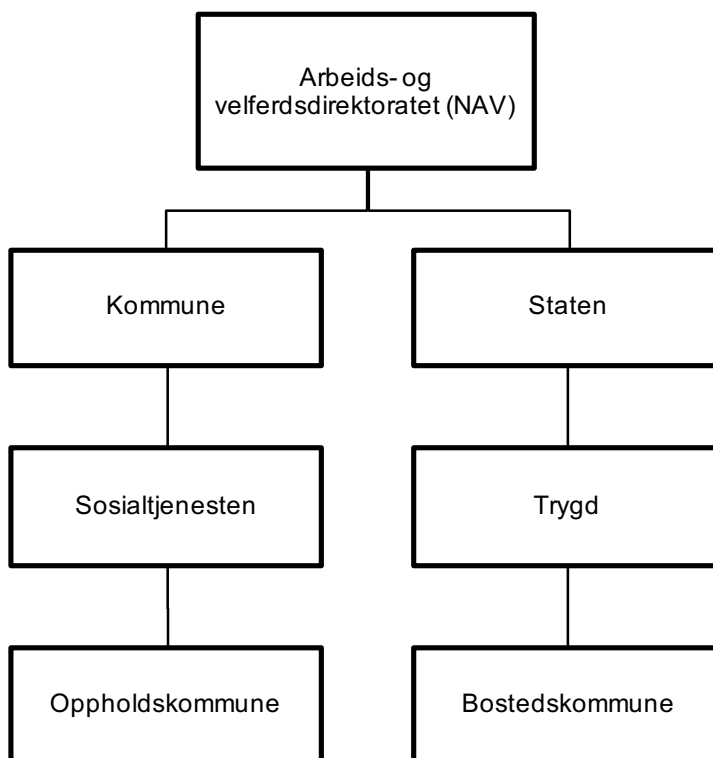 Arbeids- og
velferdsdirektoratet (NAV)
Kommune
Staten
Sosialtjenesten
Trygd
Oppholdskommune
Bostedskommune